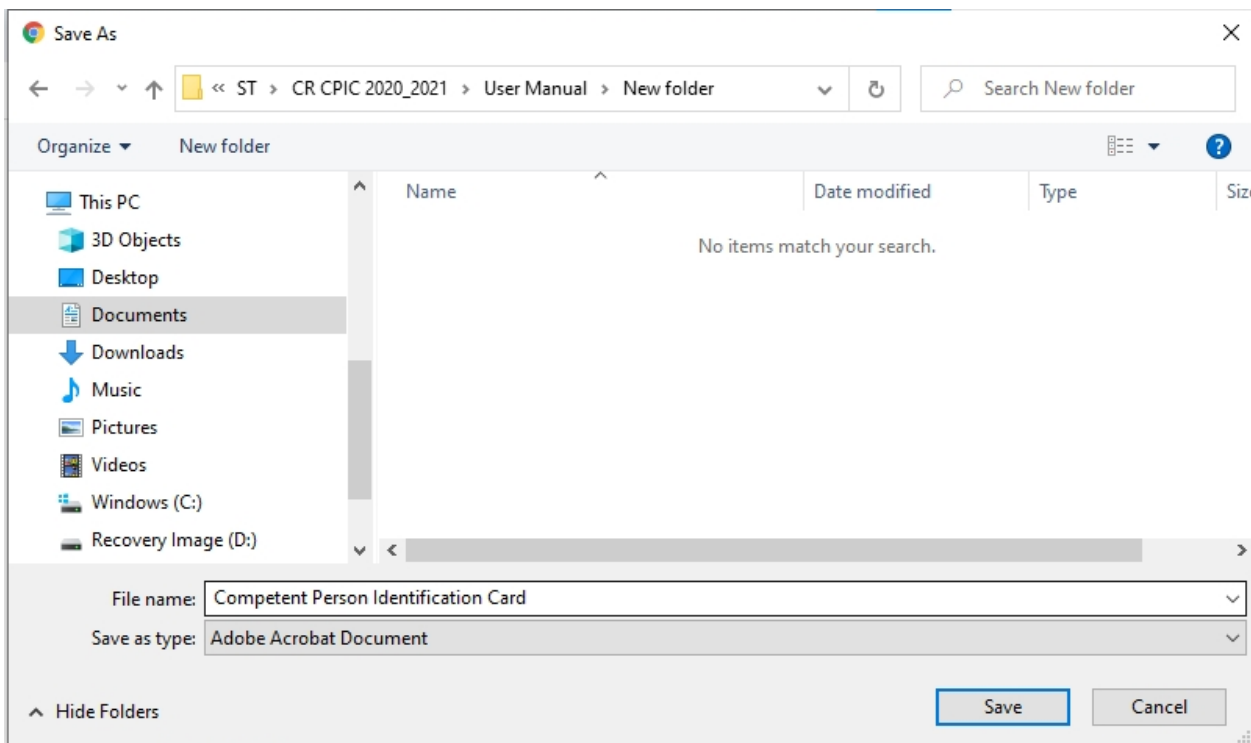 Save As
« ST > CR CPIC 2020_2021 > User Manual > New folder
Search New folder
Organize
New folder
This PC
3D Objects
Desktop
Documents
Downloads
Music
Pictures
Videos
Windows (C:)
Recovery Image (D:)
Name Date modified Type Siz
No items match your search.
File name: Competent Person Identification Card
Save as type: Adobe Acrobat Document
Hide Folders
Save
Cancel